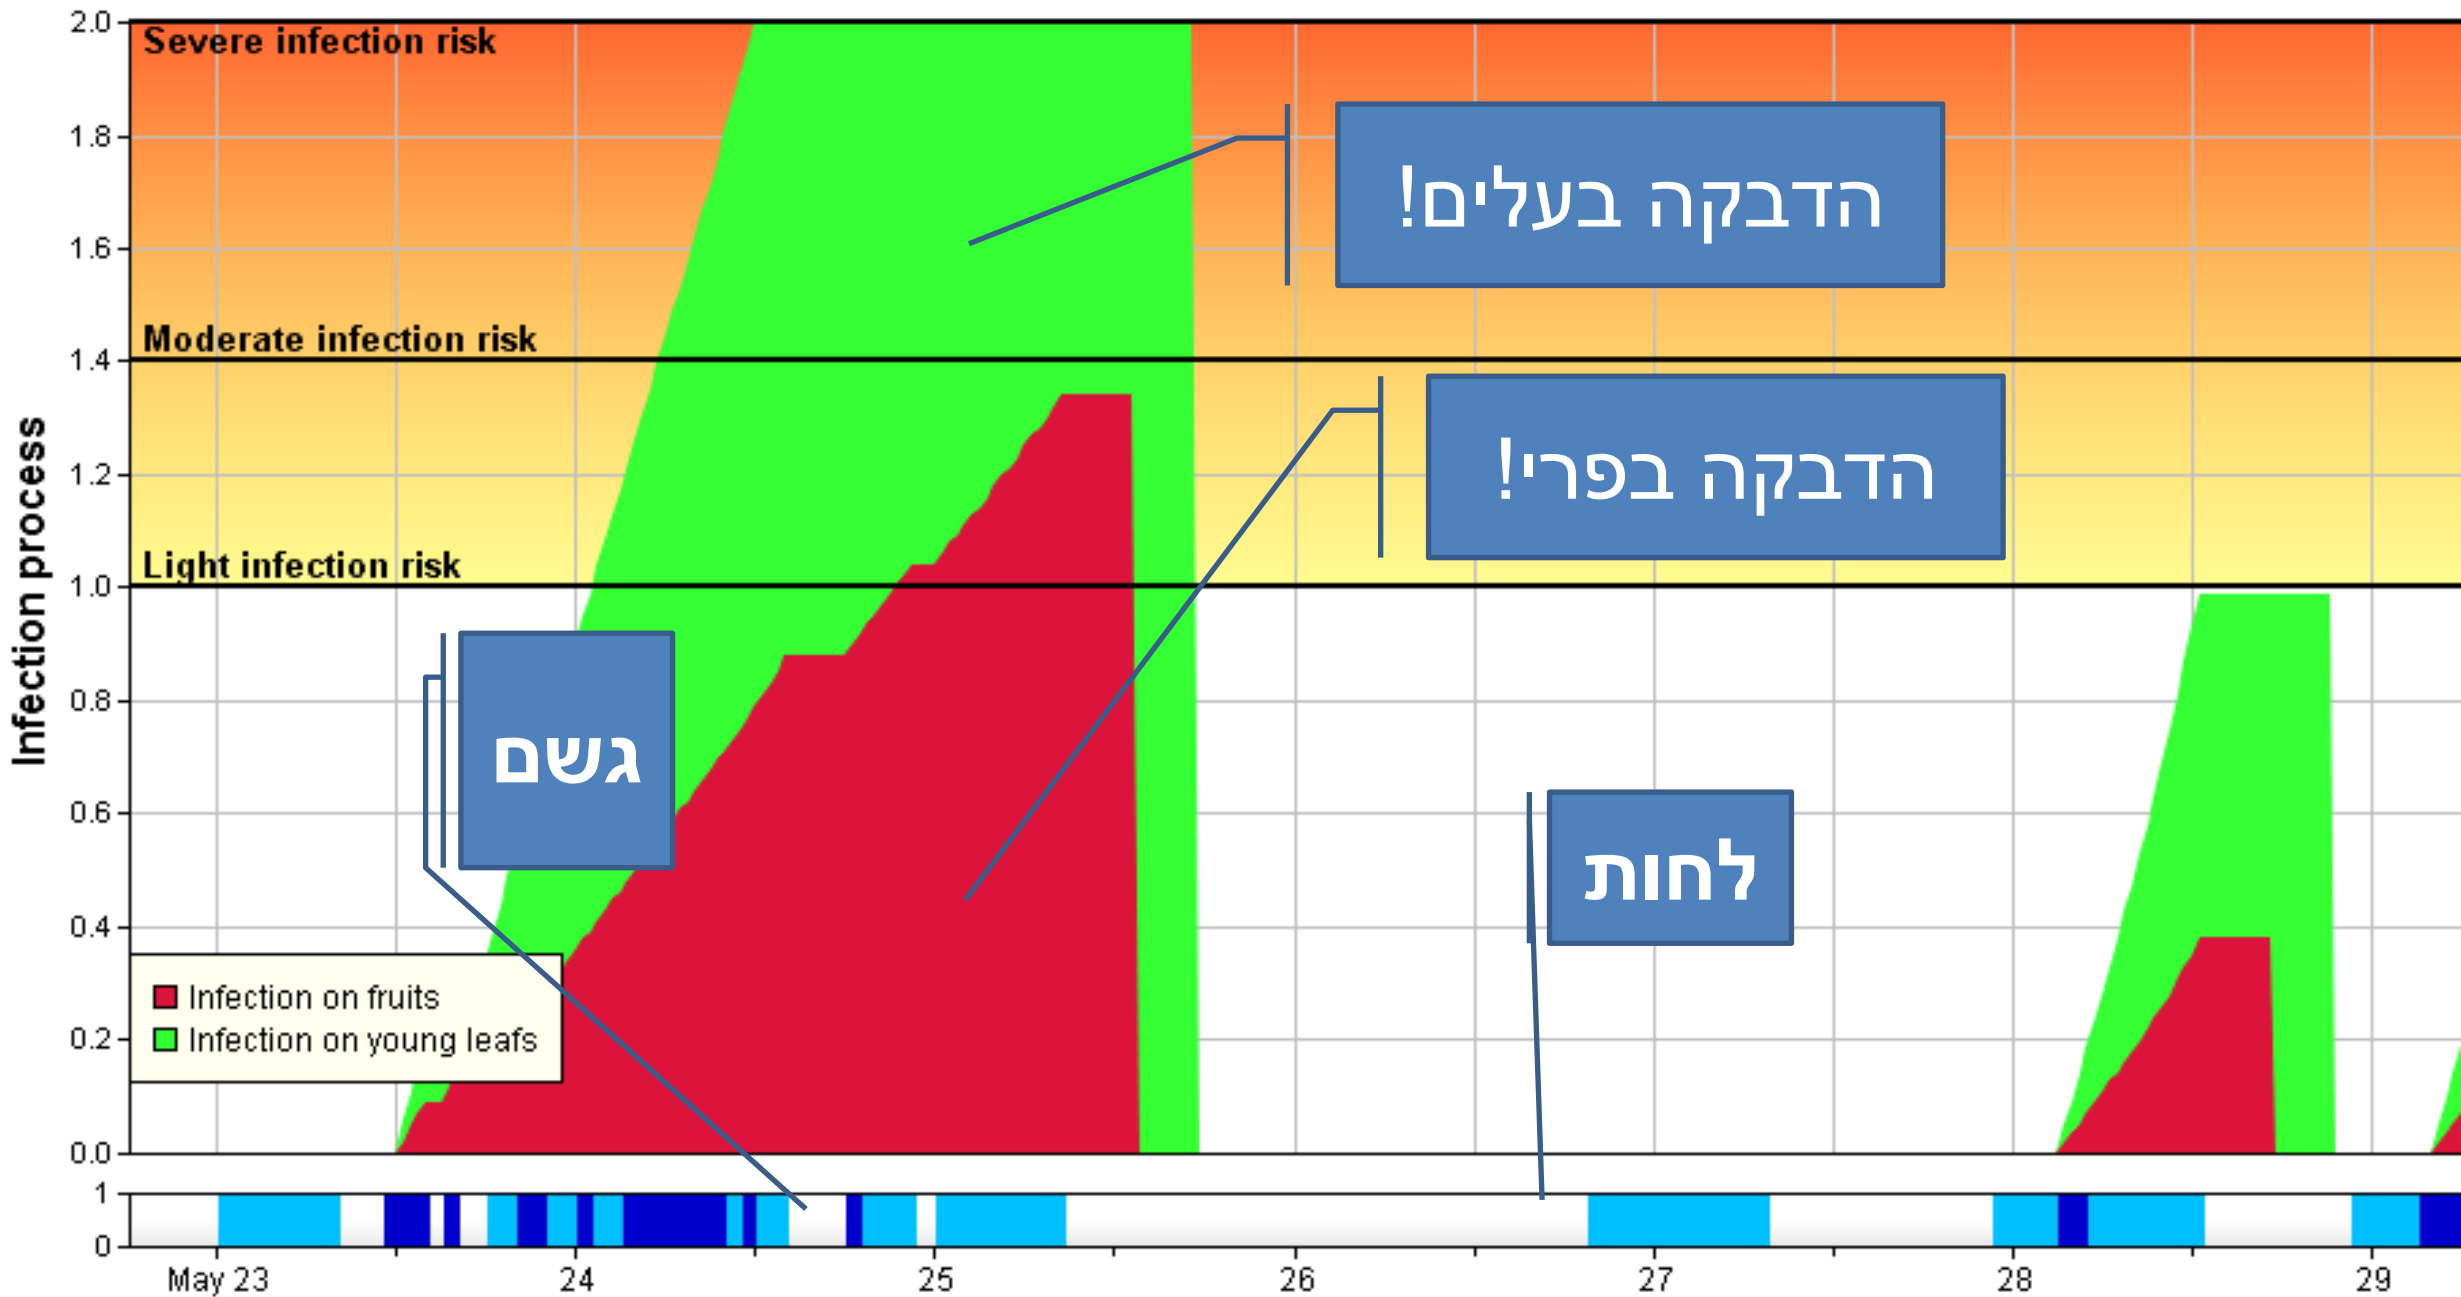 2.0
Severe infection risk
1.8
הדבקה בעלים!
1.6
Moderate infection risk
1.4
הדבקה בפרי!
1.2
Light infection risk
1.0
Infection process
0.8
גשם
0.6
לחות
0.4
Infection on fruits
Infection on young leafs
0.2
0.0
1
0
May 23 24 25 26 27 28 29